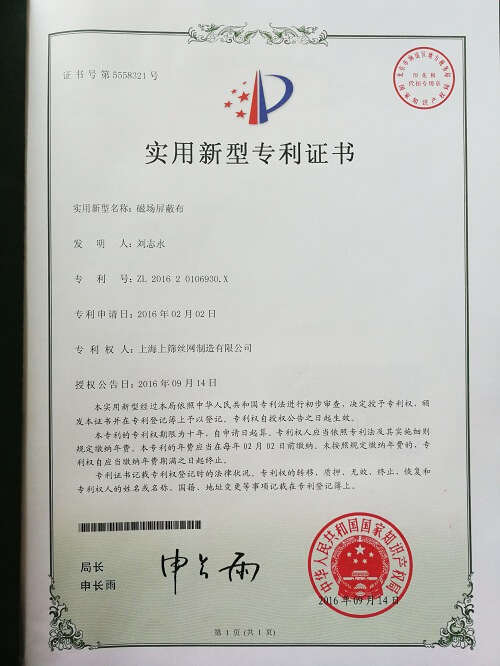 证书号第5558321号
实用新型专利证书
实用新型名称：磁场屏蔽布
发明人：刘志永
专利号：ZL 2016 2 0106930.X
专利申请日：2016年02月02日
专利权人：上海上筛丝网制造有限公司
授权公告日：2016年09月14日
本实用新型经过本局依照中华人民共和国专利法进行初步审查，决定授予专利权，颁
发本证书并在专利登记簿上予以登记。专利权自授权公告之日起生效。
本专利的专利权期限为十年，自申请日起算。专利权人应当依照专利法及其实施细则
规定缴纳年费。本专利的年费应当在每年02月02日前缴纳。未按照规定缴纳年费的，专
利权自应当缴纳年费期满之日起终止。
专利证书记载专利权登记时的法律状况。专利权的转移、质押、无效、终止、恢复和
专利权人的姓名或名称、国籍、地址变更等事项记载在专利登记簿上。
局长
申长雨
申长雨
中华人民共和国国家知识产权局
2016年09月14日
第1页（共1页）